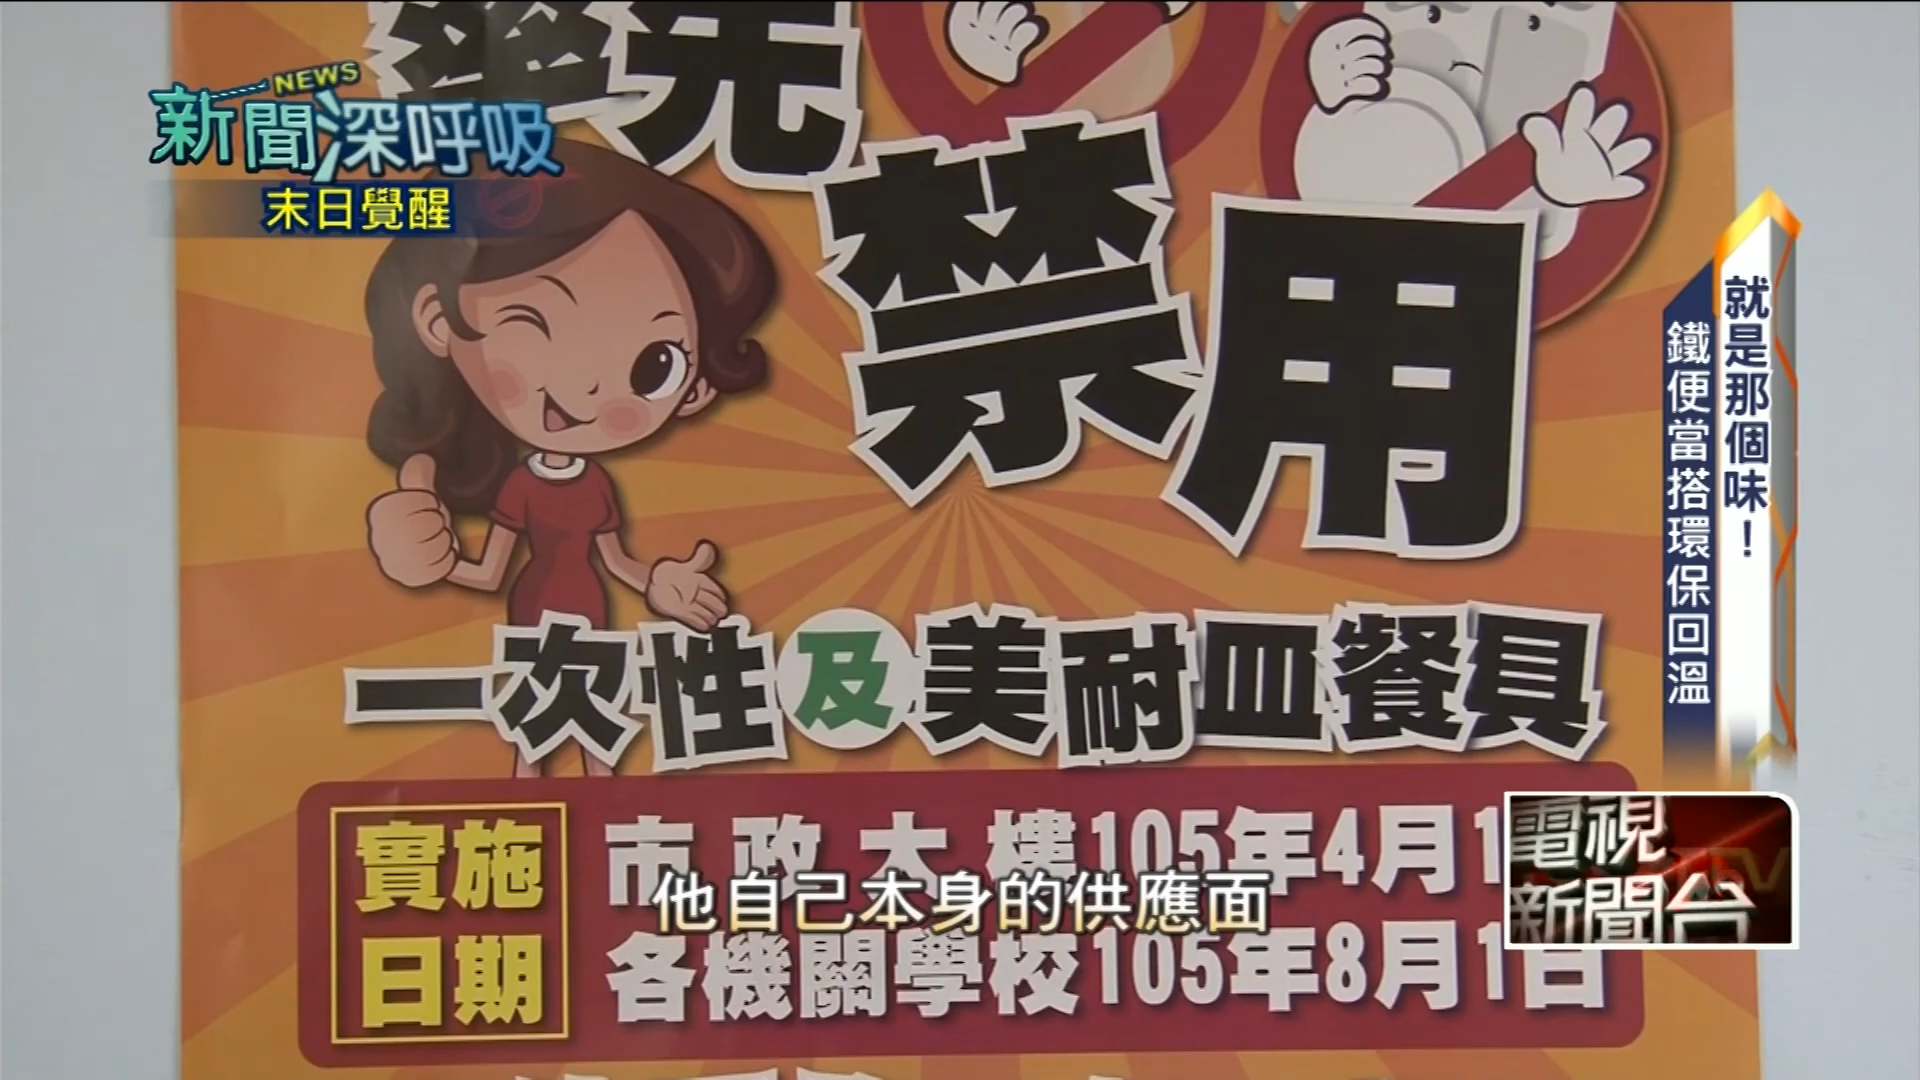 率先
NEWS
新聞深呼吸
末日覺醒
禁用
就是那個味！
鐵便當搭環保回溫
一次性及美耐皿餐具
實施日期
市政大樓105年4月1
各機關學校105年8月1日
他自己本身的供應面
電視新聞台